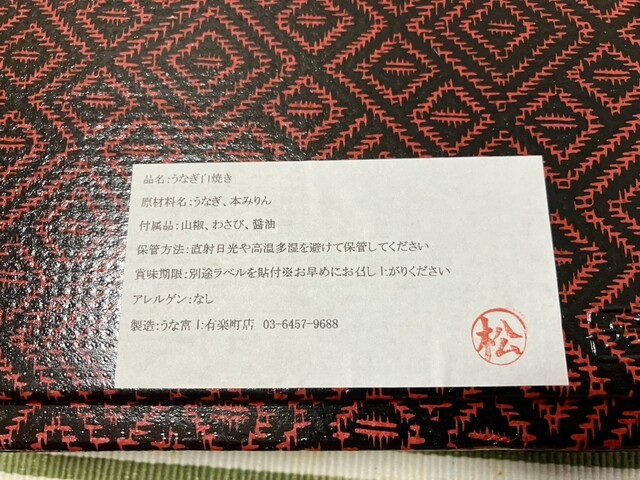 品名:うなぎ白焼き
原材料名:うなぎ、本みりん
付属品:山椒、わさび、醤油
保管方法:直射日光や高温多湿を避けて保管してください
賞味期限:別途ラベルを貼付※お早めにお召し上がりください
アレルゲン:なし
製造:うな富士有楽町店 03-6457-9688
松